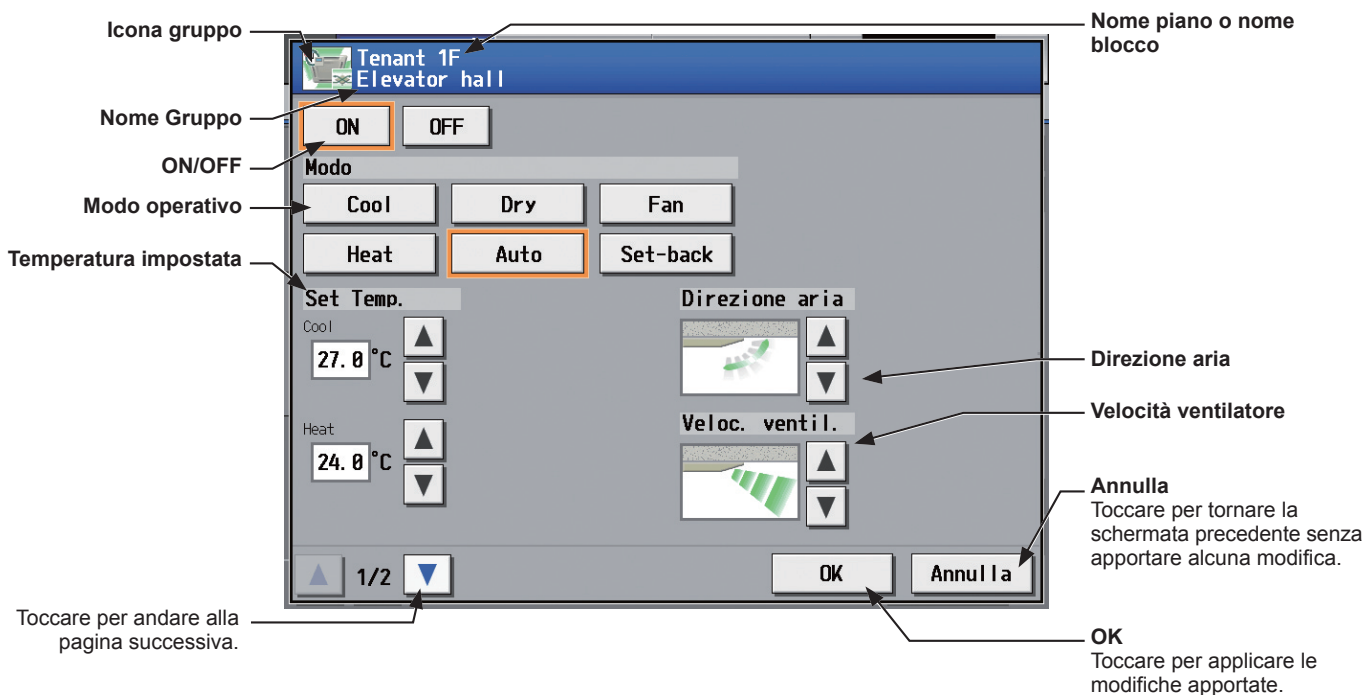 Icona gruppo
Nome Gruppo
ON/OFF
Modo operativo
Temperatura impostata
Toccare per andare alla
pagina successiva.
Tenant 1F
Elevator hall
ON OFF
Modo
Cool Dry Fan
Heat Auto Set-back
Set Temp.
Cool
27.0 °C
Heat
24.0 °C
Direzione aria
Veloc. ventil.
1/2
OK Annulla
Nome piano o nome
blocco
Direzione aria
Velocità ventilatore
Annulla
Toccare per tornare la
schermata precedente senza
apportare alcuna modifica.
OK
Toccare per applicare le
modifiche apportate.